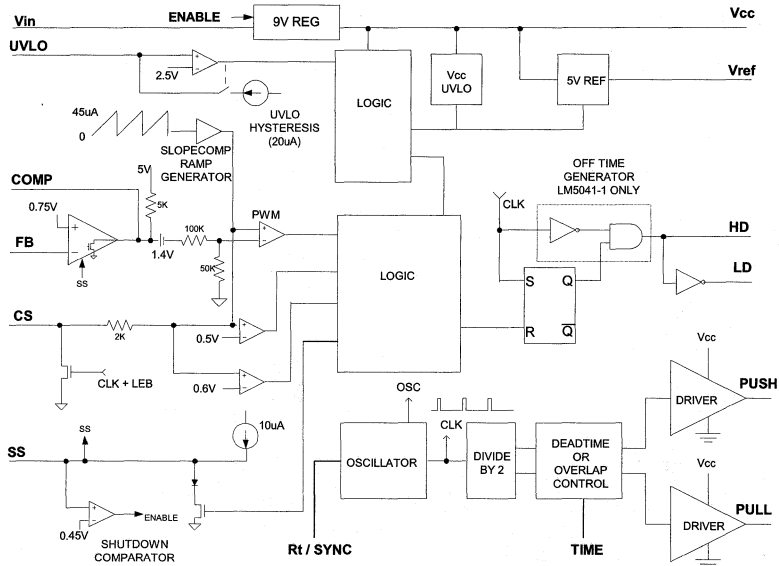 ENABLE
Vin
9V REG
Vcc
UVLO
2.5V
+
−
Vcc
UVLO
5V REF
Vref
LOGIC
UVLO
HYSTERESIS
(20uA)
45uA
0
SLOPECOMP
RAMP
GENERATOR
OFF TIME
GENERATOR
LM5041-1 ONLY
COMP
5V
5K
CLK
0.75V
+
−
PWM
100K
+
−
HD
FB
1.4V
50K
SS
LOGIC
S Q
LD
CS
2K
0.5V
+
−
R Q
CLK + LEB
0.6V
+
−
OSC
Vcc
PUSH
DRIVER
10uA
SS
CLK
SS
OSCILLATOR
DIVIDE
BY 2
DEADTIME
OR
OVERLAP
CONTROL
Vcc
+
−
ENABLE
0.45V
PULL
DRIVER
SHUTDOWN
COMPARATOR
Rt / SYNC
TIME